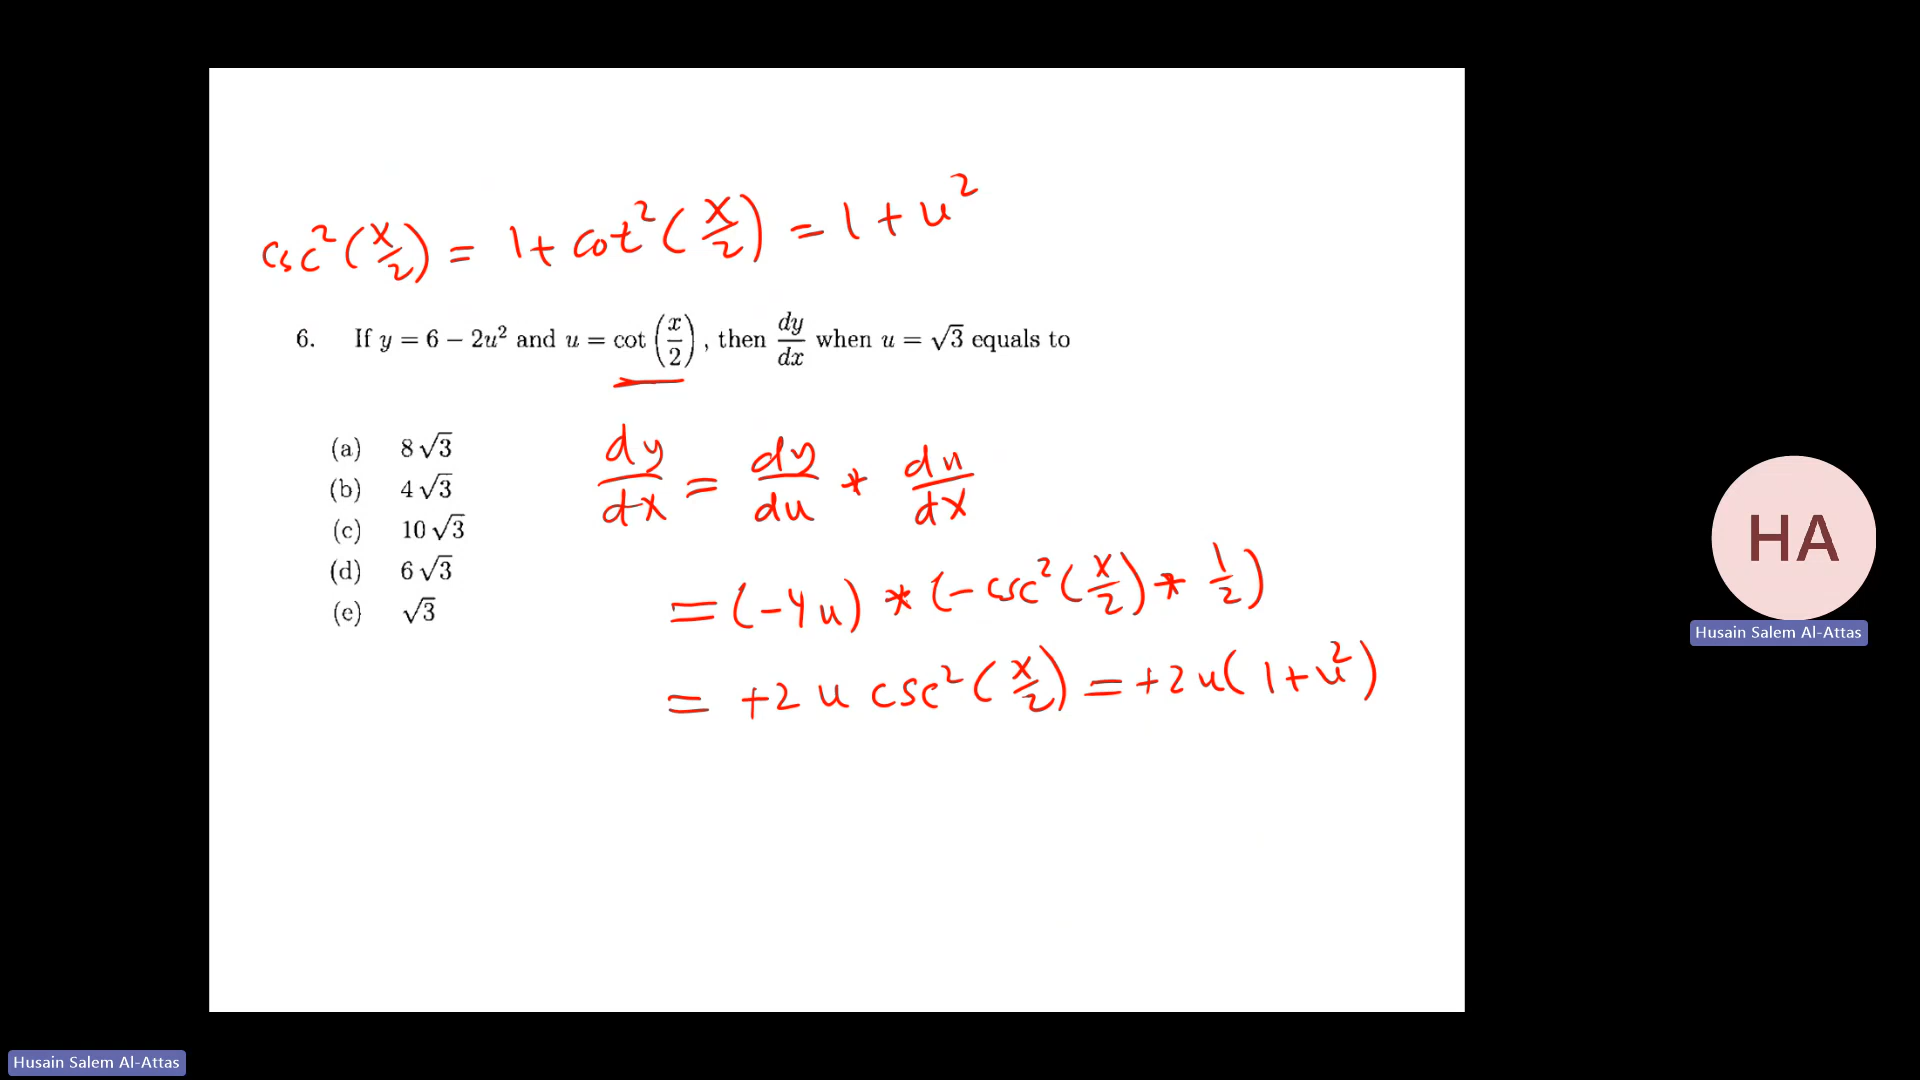 csc²(x/2) = 1 + cot²(x/2) = 1 + u²
6. If y = 6 − 2u² and u = cot(x/2), then dy/dx when u = √3 equals to
(a) 8√3
(b) 4√3
(c) 10√3
(d) 6√3
(e) √3
dy/dx = dy/du * du/dx
= (-4u) * (-csc²(x/2) * 1/2)
= +2 u csc²(x/2) = +2u(1+u²)
HA
Husain Salem Al-Attas
Husain Salem Al-Attas